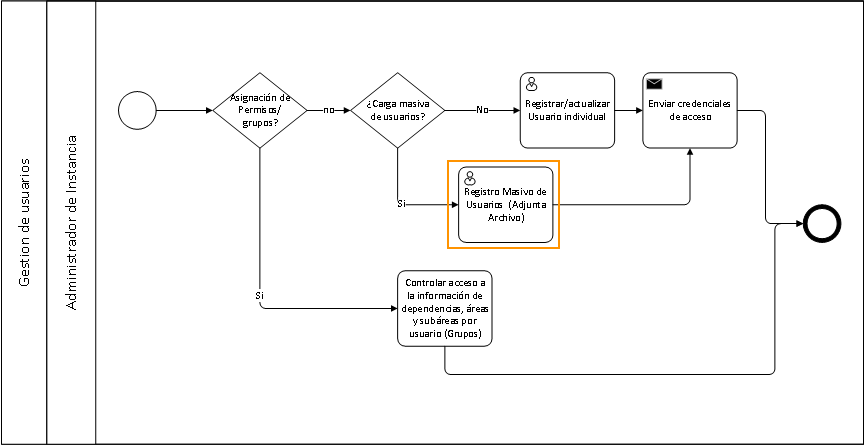 Gestion de usuarios
Administrador de Instancia
Asignación de
Permisos/
grupos?
no
¿Carga masiva
de usuarios?
No
Registrar/actualizar
Usuario individual
Enviar credenciales
de acceso
Si
Registro Masivo de
Usuarios (Adjunta
Archivo)
Si
Controlar acceso a
la información de
dependencias, áreas
y subáreas por
usuario (Grupos)